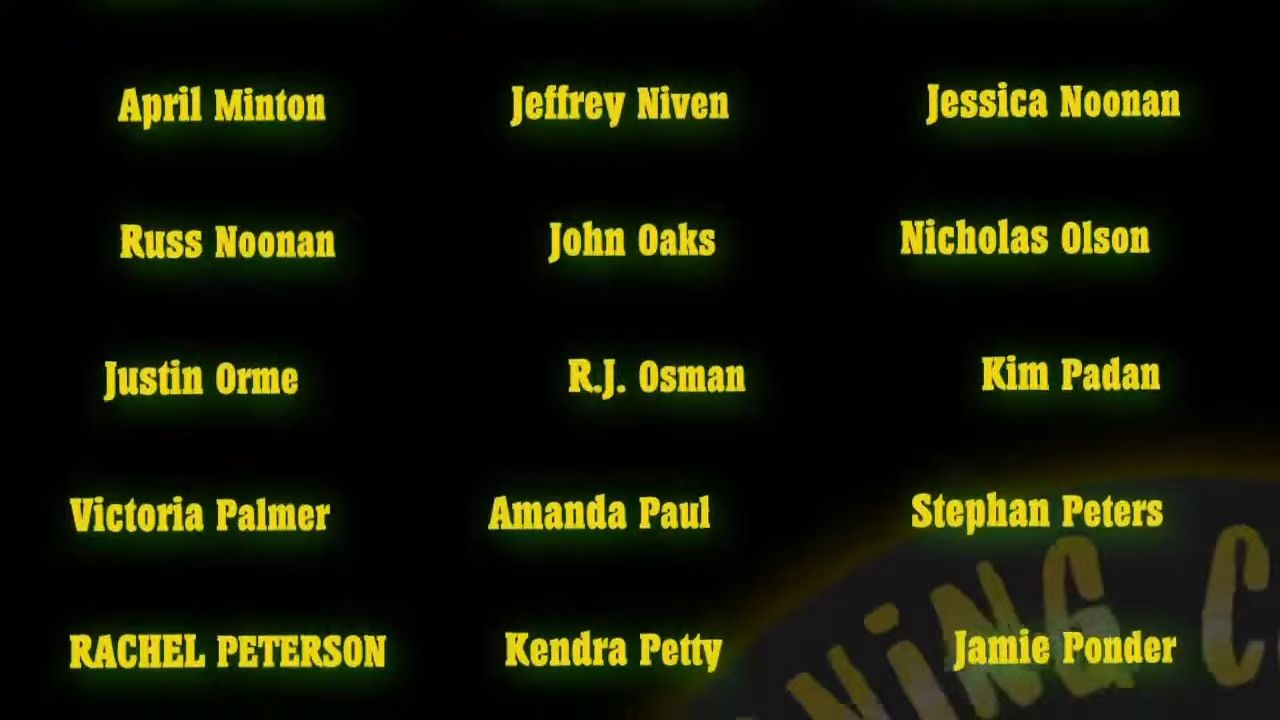 April Minton Jeffrey Niven Jessica Noonan
Russ Noonan John Oaks Nicholas Olson
Justin Orme R.J. Osman Kim Padan
Victoria Palmer Amanda Paul Stephan Peters
RACHEL PETERSON Kendra Petty Jamie Ponder